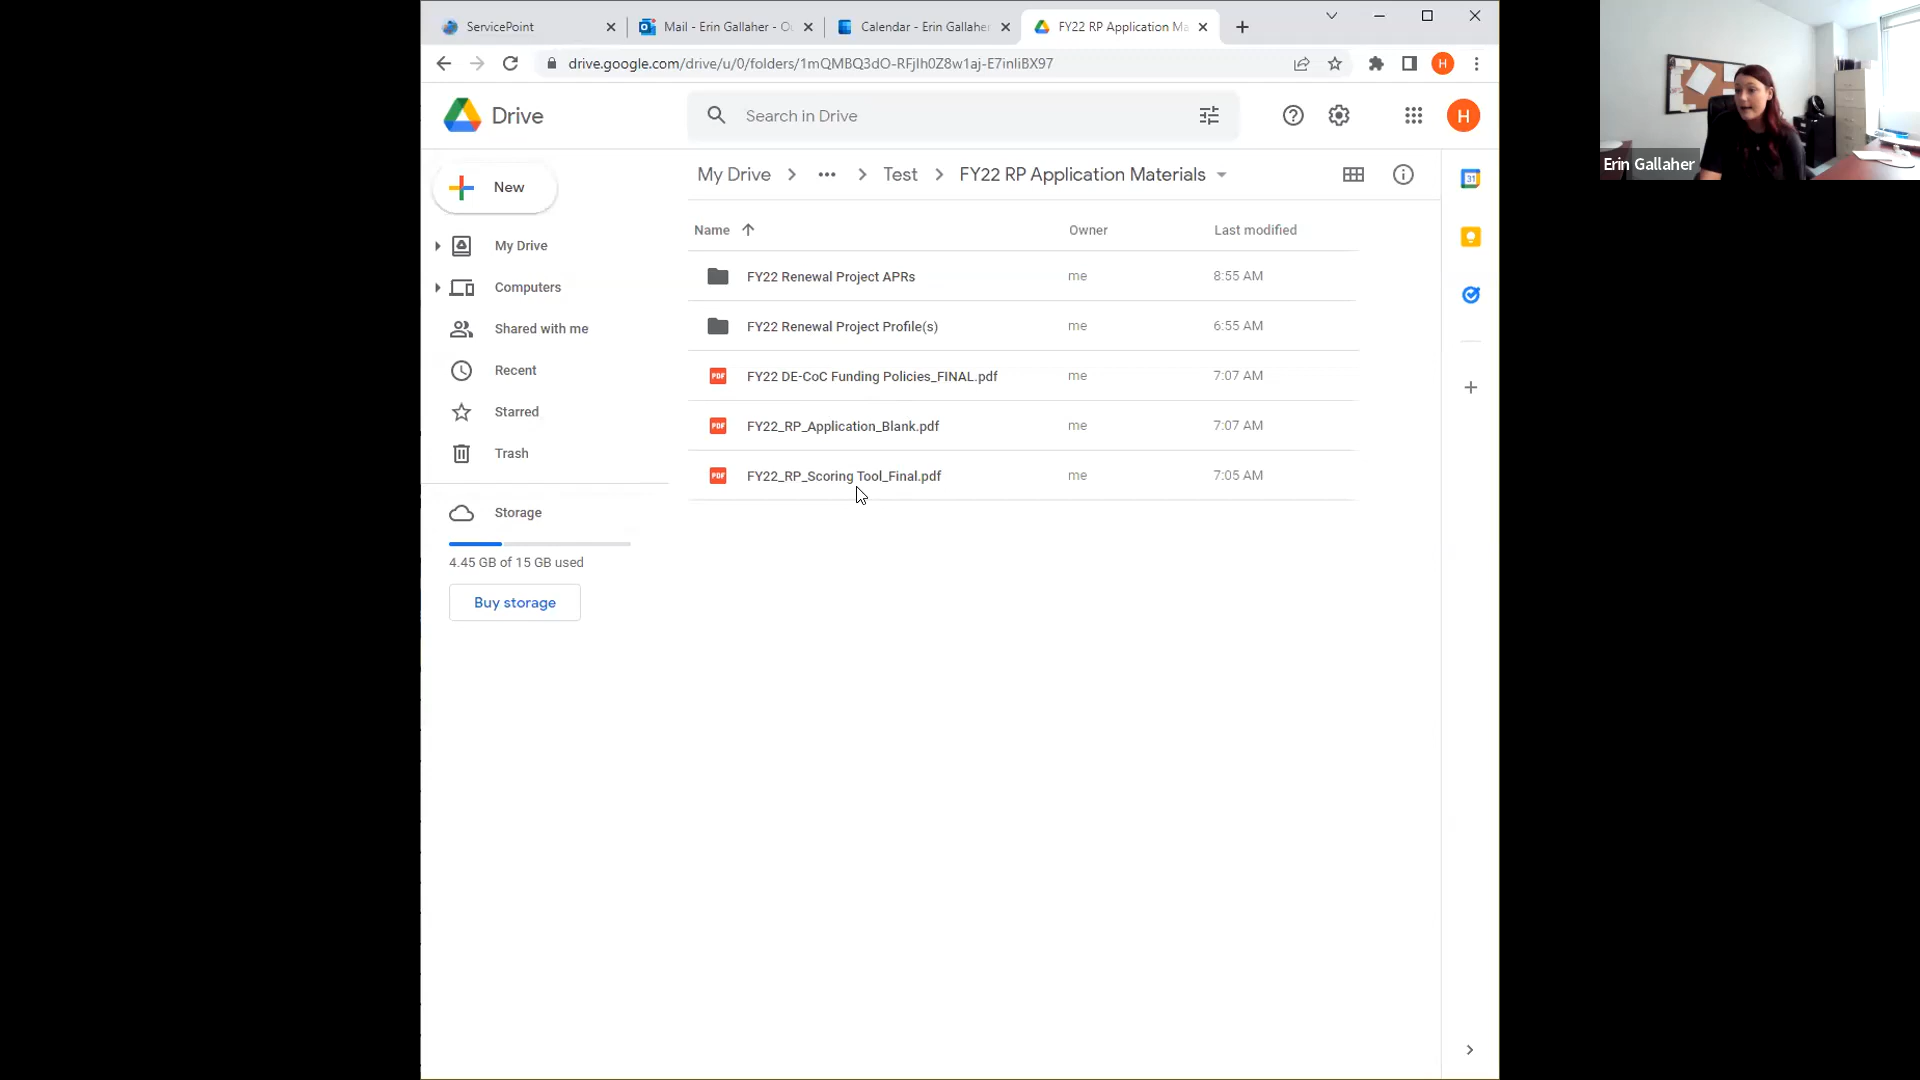 ServicePoint
Mail - Erin Gallaher - Ou
Calendar - Erin Gallaher
FY22 RP Application Ma
drive.google.com/drive/u/0/folders/1mQMBQ3dO-RFjIh0Z8w1aj-E7inliBX97
H
Drive
Search in Drive
H
New
My Drive
Computers
Shared with me
Recent
Starred
Trash
Storage
4.45 GB of 15 GB used
Buy storage
My Drive > ••• > Test > FY22 RP Application Materials
Name Owner Last modified
FY22 Renewal Project APRs me 8:55 AM
FY22 Renewal Project Profile(s) me 6:55 AM
PDF FY22 DE-CoC Funding Policies_FINAL.pdf me 7:07 AM
PDF FY22_RP_Application_Blank.pdf me 7:07 AM
PDF FY22_RP_Scoring Tool_Final.pdf me 7:05 AM
31
Erin Gallaher